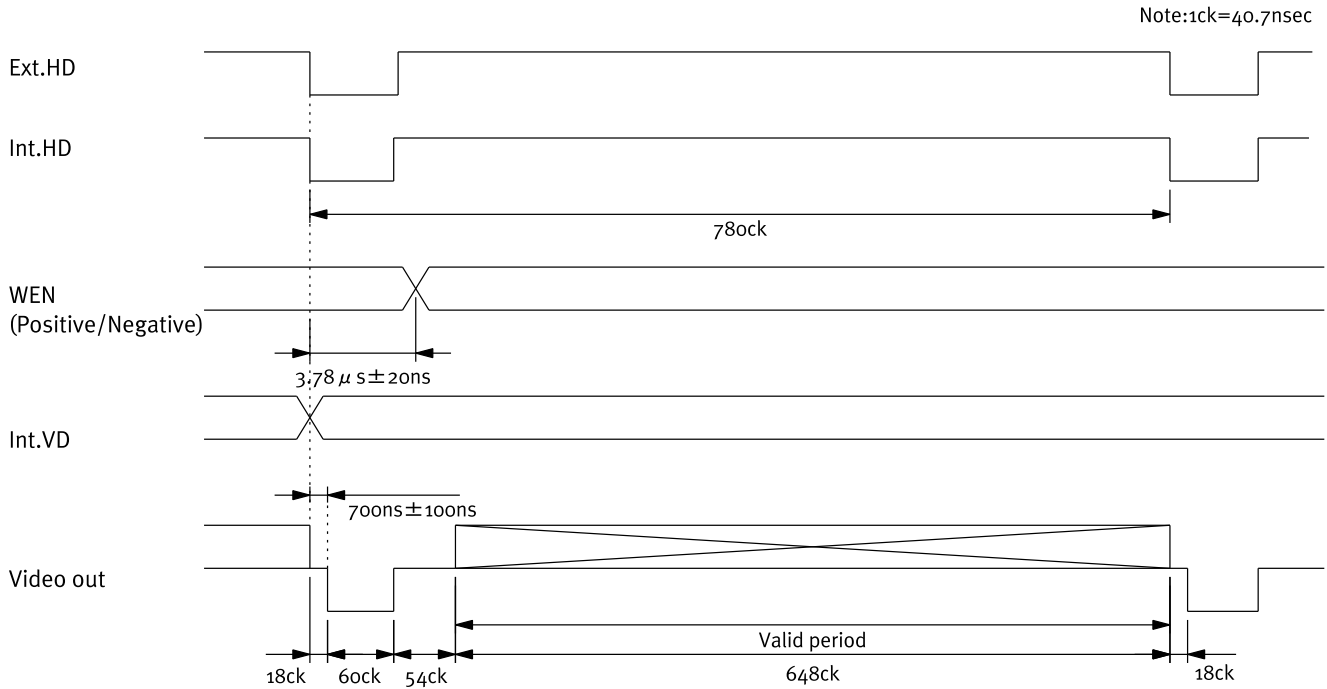 Note:1ck=40.7nsec
Ext.HD
Int.HD
780ck
WEN
(Positive/Negative)
3.78 μ s±20ns
Int.VD
700ns±100ns
Video out
Valid period
18ck 60ck 54ck 648ck 18ck